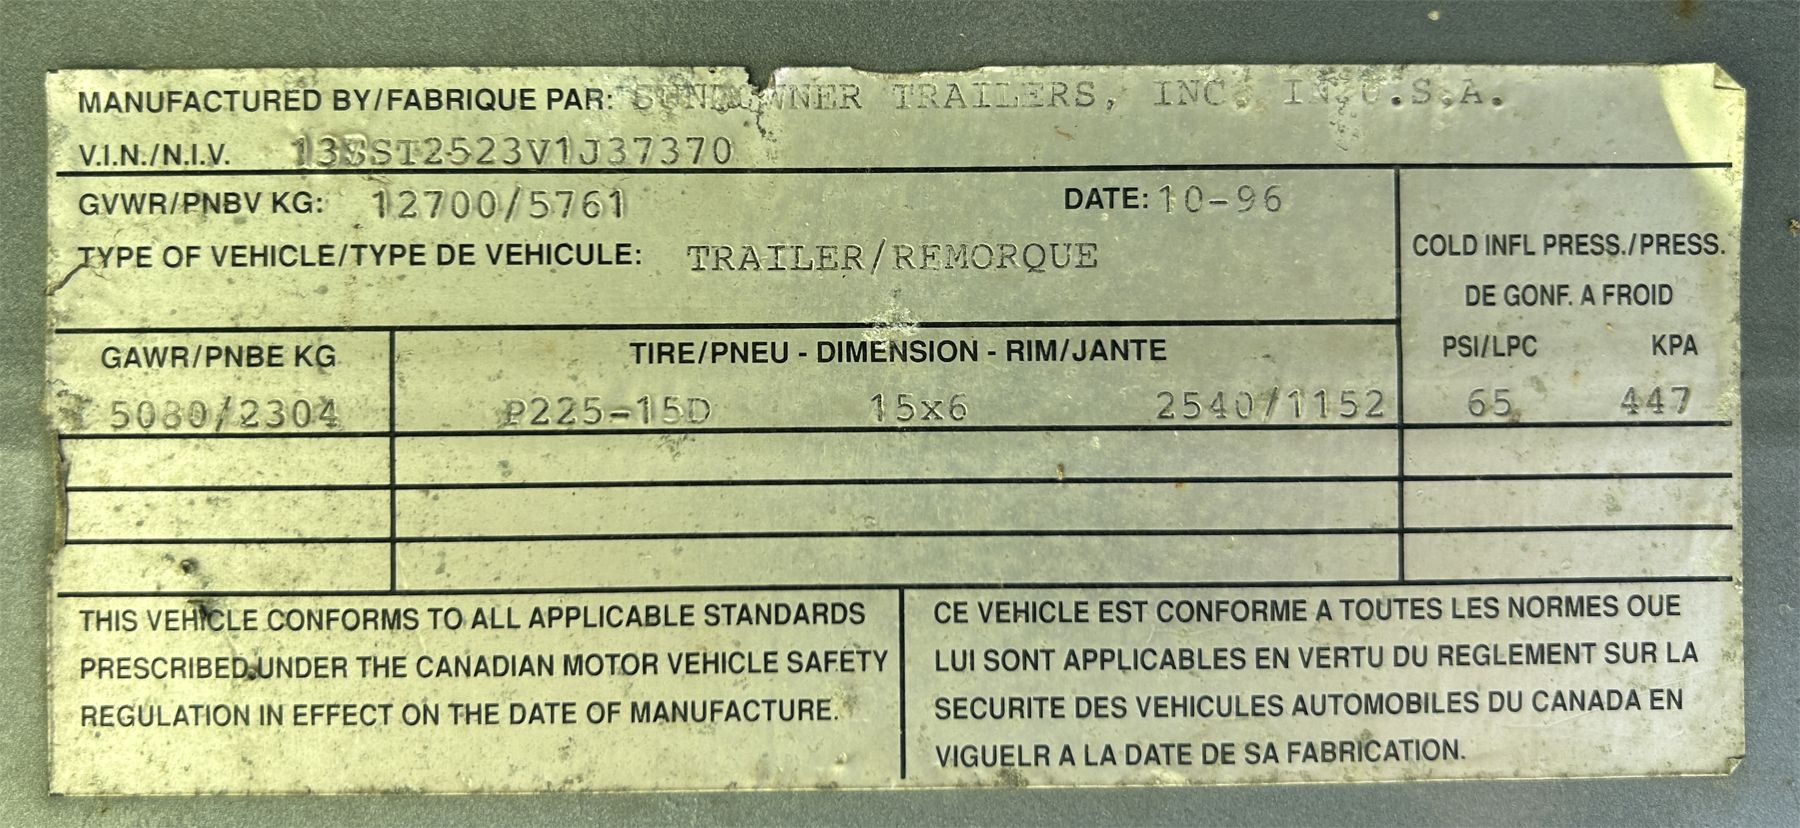 MANUFACTURED BY/FABRIQUE PAR: SUNDOWNER TRAILERS, INC. IN U.S.A.
V.I.N./N.I.V.
GVWR/PNBV KG: 12700/5761 DATE: 10-96
TYPE OF VEHICLE/TYPE DE VEHICULE: TRAILER/REMORQUE
COLD INFL PRESS./PRESS.
DE GONF. A FROID
PSI/LPC KPA
GAWR/PNBE KG TIRE/PNEU - DIMENSION - RIM/JANTE
5080/2304 P225-15D 15x6 2540/1152 65 447
THIS VEHICLE CONFORMS TO ALL APPLICABLE STANDARDS
PRESCRIBED UNDER THE CANADIAN MOTOR VEHICLE SAFETY
REGULATION IN EFFECT ON THE DATE OF MANUFACTURE.
CE VEHICLE EST CONFORME A TOUTES LES NORMES OUE
LUI SONT APPLICABLES EN VERTU DU REGLEMENT SUR LA
SECURITE DES VEHICULES AUTOMOBILES DU CANADA EN
VIGUELR A LA DATE DE SA FABRICATION.